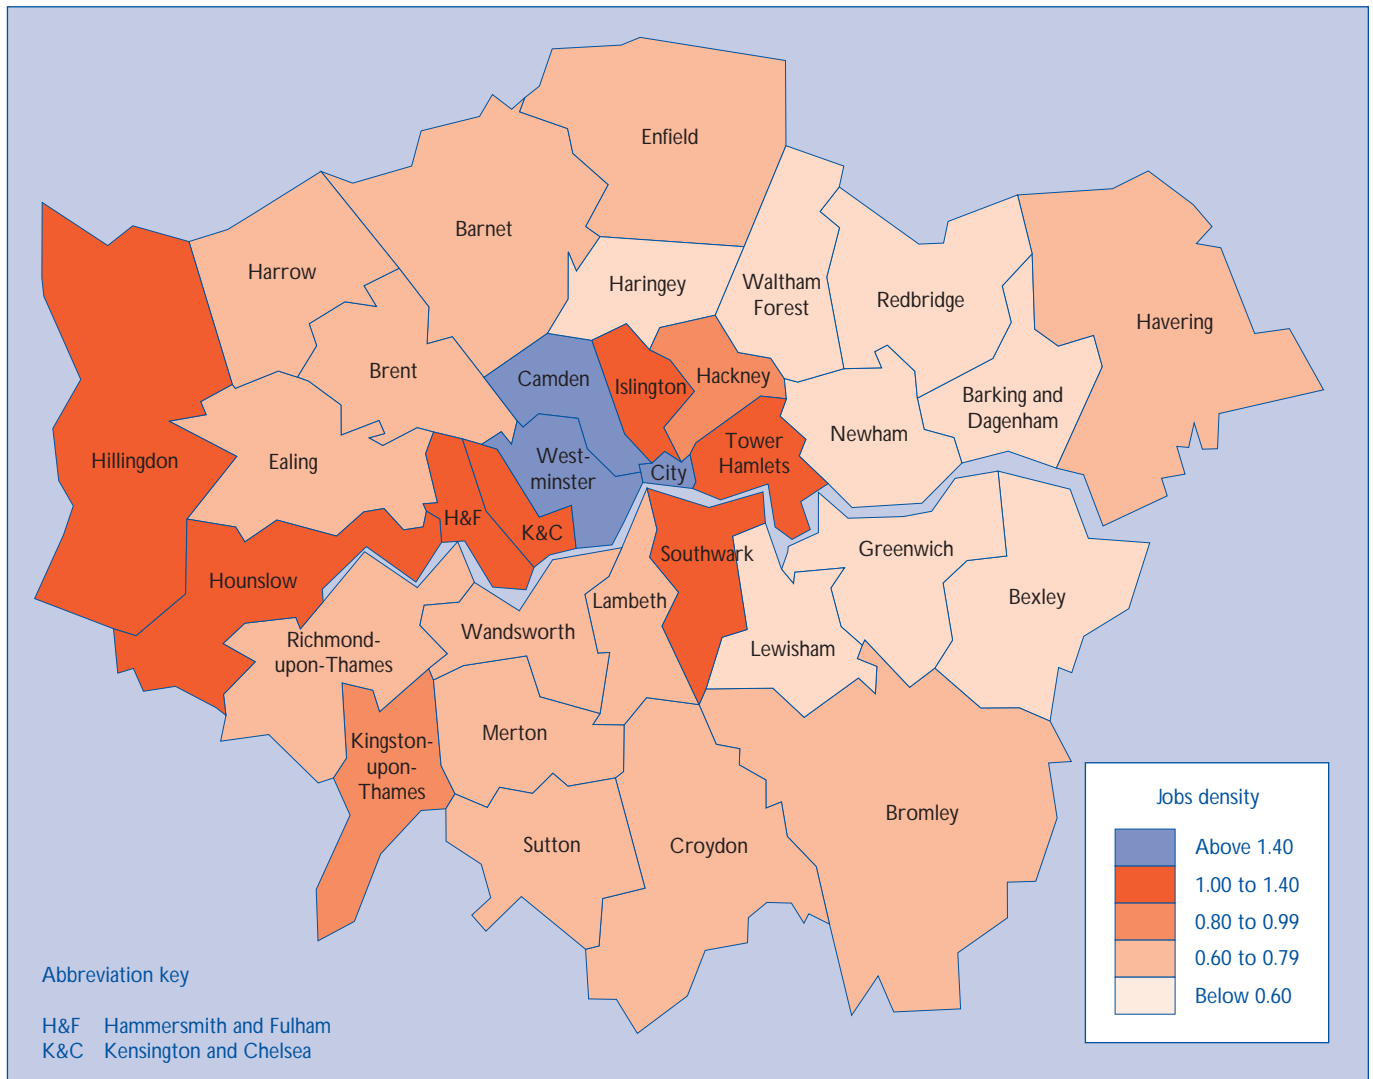 Enfield
Barnet
Harrow
Haringey
Waltham
Forest
Redbridge
Havering
Brent
Camden
Islington
Hackney
Barking and
Dagenham
Newham
Hillingdon
Ealing
West-
minster
City
Tower
Hamlets
H&F
K&C
Southwark
Greenwich
Hounslow
Bexley
Lambeth
Richmond-
upon-Thames
Wandsworth
Lewisham
Merton
Kingston-
upon-
Thames
Bromley
Sutton
Croydon
Jobs density
Above 1.40
1.00 to 1.40
0.80 to 0.99
0.60 to 0.79
Below 0.60
Abbreviation key
H&F Hammersmith and Fulham
K&C Kensington and Chelsea